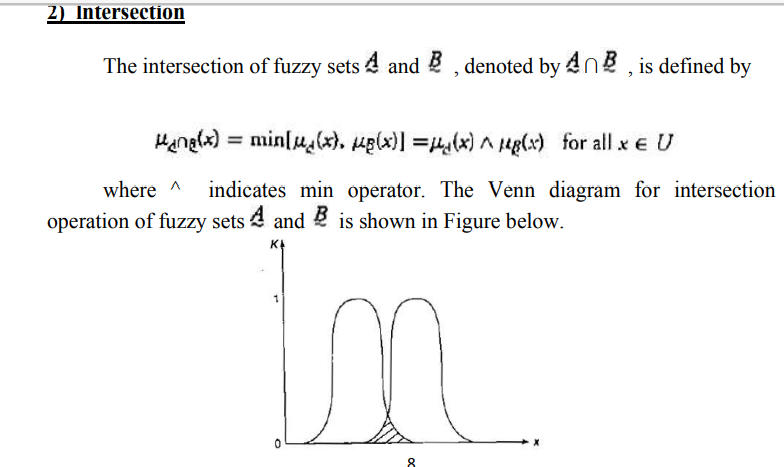 2) Intersection
The intersection of fuzzy sets A̰ and B̰ , denoted by A̰ ∩ B̰ , is defined by
μA̰∩B̰(x) = min[μA̰(x), μB̰(x)] = μA̰(x) ∧ μB̰(x) for all x ∈ U
where ^ indicates min operator. The Venn diagram for intersection
operation of fuzzy sets A̰ and B̰ is shown in Figure below.
K
1
0
x
8